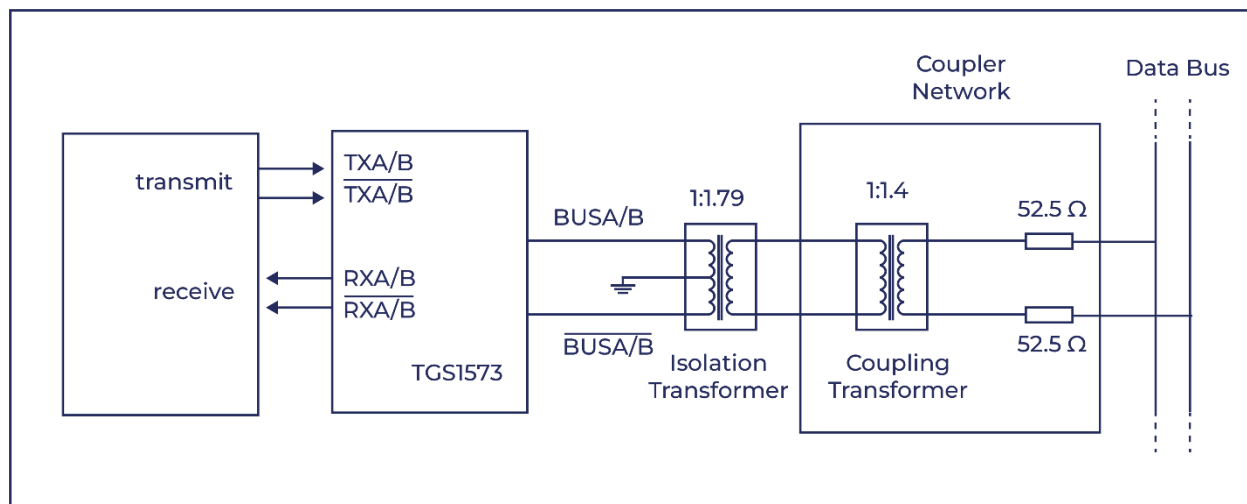 Coupler
Network
Data Bus
transmit
TXA/B
TXA/B
1:1.79
1:1.4
52.5 Ω
BUSA/B
receive
RXA/B
RXA/B
BUSA/B
52.5 Ω
TGS1573
Isolation
Transformer
Coupling
Transformer